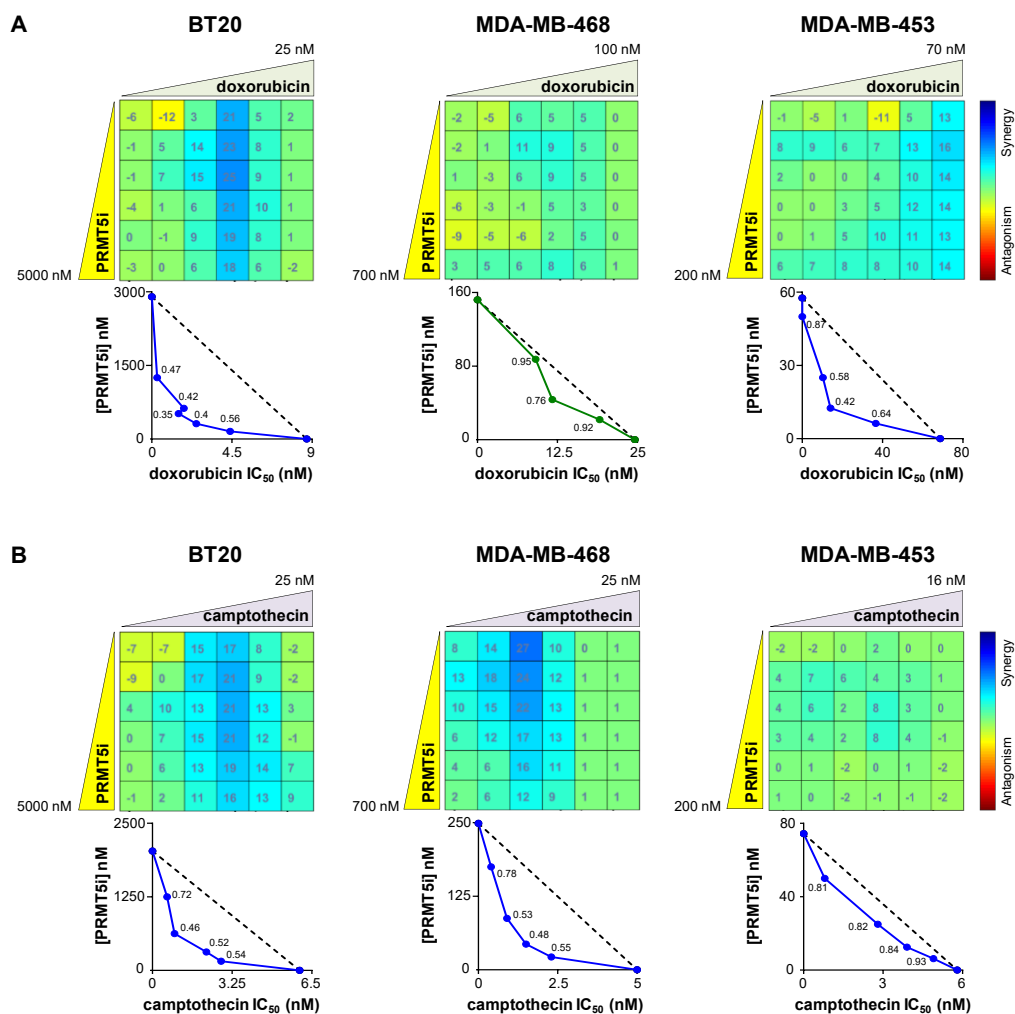 A
BT20 MDA-MB-468 MDA-MB-453
25 nM 100 nM 70 nM
doxorubicin doxorubicin doxorubicin
PRMT5i
-6 -12 3 21 5 2
-1 5 14 8 1
-1 7 15 9 1
-4 1 6 21 10 1
0 -1 9 19 8 1
-3 0 6 18 6 -2
5000 nM
PRMT5i
-2 -5 6 5 5 0
-2 1 11 9 5 0
1 -3 6 9 5 0
-6 -3 -1 5 3 0
-9 -5 -6 2 5 0
3 5 6 8 6 1
700 nM
PRMT5i
-1 -5 1 -11 5 13
8 9 6 7 13 16
2 0 0 4 10 14
0 0 3 5 12 14
0 1 5 10 11 13
6 7 8 8 10 14
200 nM
Synergy
Antagonism
[PRMT5i] nM
3000
1500
0
0.47
0.42
0.35
0.4
0.56
0 4.5 9
doxorubicin IC50 (nM)
[PRMT5i] nM
160
80
0
0.95
0.76
0.92
0 12.5 25
doxorubicin IC50 (nM)
[PRMT5i] nM
60
30
0
0.87
0.58
0.42
0.64
0 40 80
doxorubicin IC50 (nM)
B
BT20 MDA-MB-468 MDA-MB-453
25 nM 25 nM 16 nM
camptothecin camptothecin camptothecin
PRMT5i
-7 -7 15 17 8 -2
-9 0 17 21 9 -2
4 10 13 21 13 3
0 7 15 21 12 -1
0 6 13 19 14 7
-1 2 11 16 13 9
5000 nM
PRMT5i
8 14 27 10 0 1
13 18 12 1 1
10 15 13 1 1
6 12 17 13 1 1
4 6 16 11 1 1
2 6 12 9 1 1
700 nM
PRMT5i
-2 -2 0 2 0 0
4 7 6 4 3 1
4 6 2 8 3 0
3 4 2 8 4 -1
0 1 -2 0 1 -2
1 0 -2 -1 -1 -2
200 nM
Synergy
Antagonism
[PRMT5i] nM
2500
1250
0
0.72
0.46
0.52
0.54
0 3.25 6.5
camptothecin IC50 (nM)
[PRMT5i] nM
250
125
0
0.78
0.53
0.48
0.55
0 2.5 5
camptothecin IC50 (nM)
[PRMT5i] nM
80
40
0
0.81
0.82
0.84
0.93
0 3 6
camptothecin IC50 (nM)